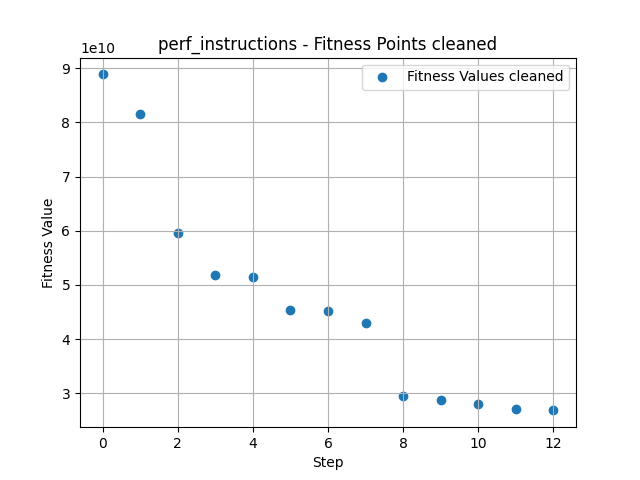 perf_instructions - Fitness Points cleaned
1e10
Fitness Values cleaned
9
8
7
6
5
4
3
Fitness Value
0 2 4 6 8 10 12
Step